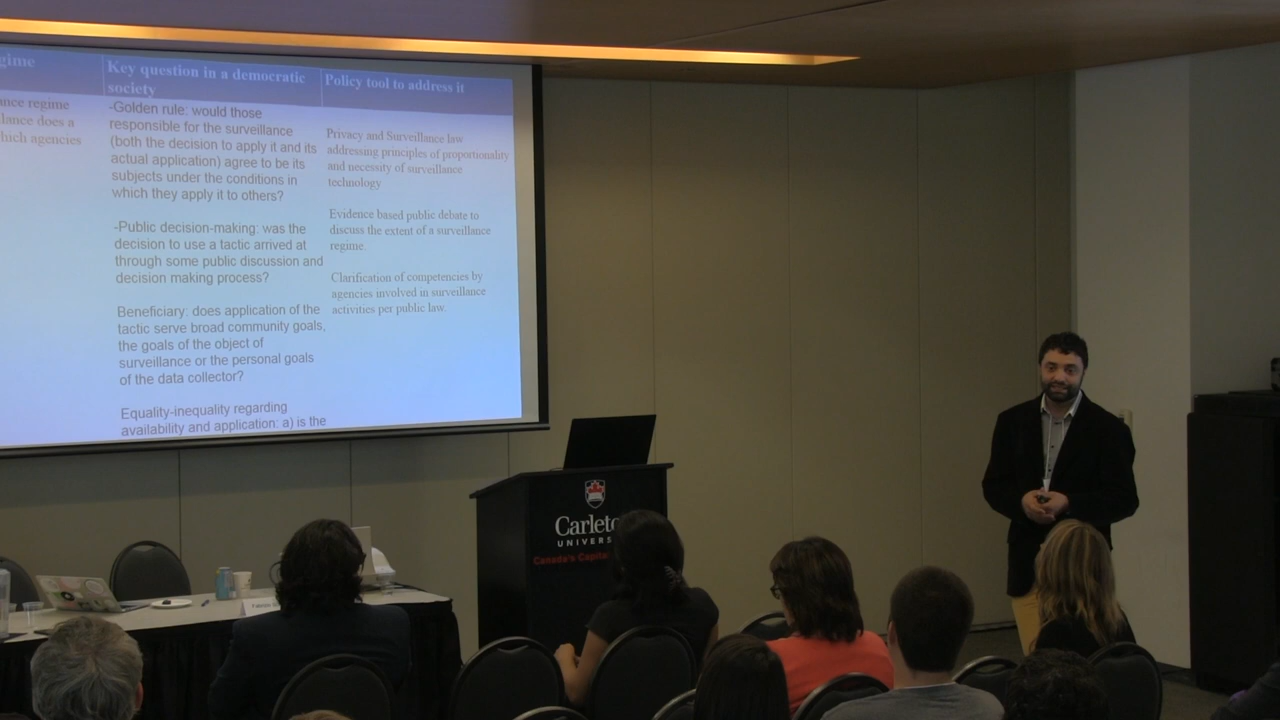 gime
Key question in a democratic
society
Policy tool to address it
ance regime
lance does a
hich agencies
-Golden rule: would those
responsible for the surveillance
(both the decision to apply it and its
actual application) agree to be its
subjects under the conditions in
which they apply it to others?
-Public decision-making: was the
decision to use a tactic arrived at
through some public discussion and
decision making process?
Beneficiary: does application of the
tactic serve broad community goals,
the goals of the object of
surveillance or the personal goals
of the data collector?
Equality-inequality regarding
availability and application: a) is the
Privacy and Surveillance law
addressing principles of proportionality
and necessity of surveillance
technology
Evidence based public debate to
discuss the extent of a surveillance
regime.
Clarification of competencies by
agencies involved in surveillance
activities per public law.
Carleto
UNIVERS
Canada's Capital